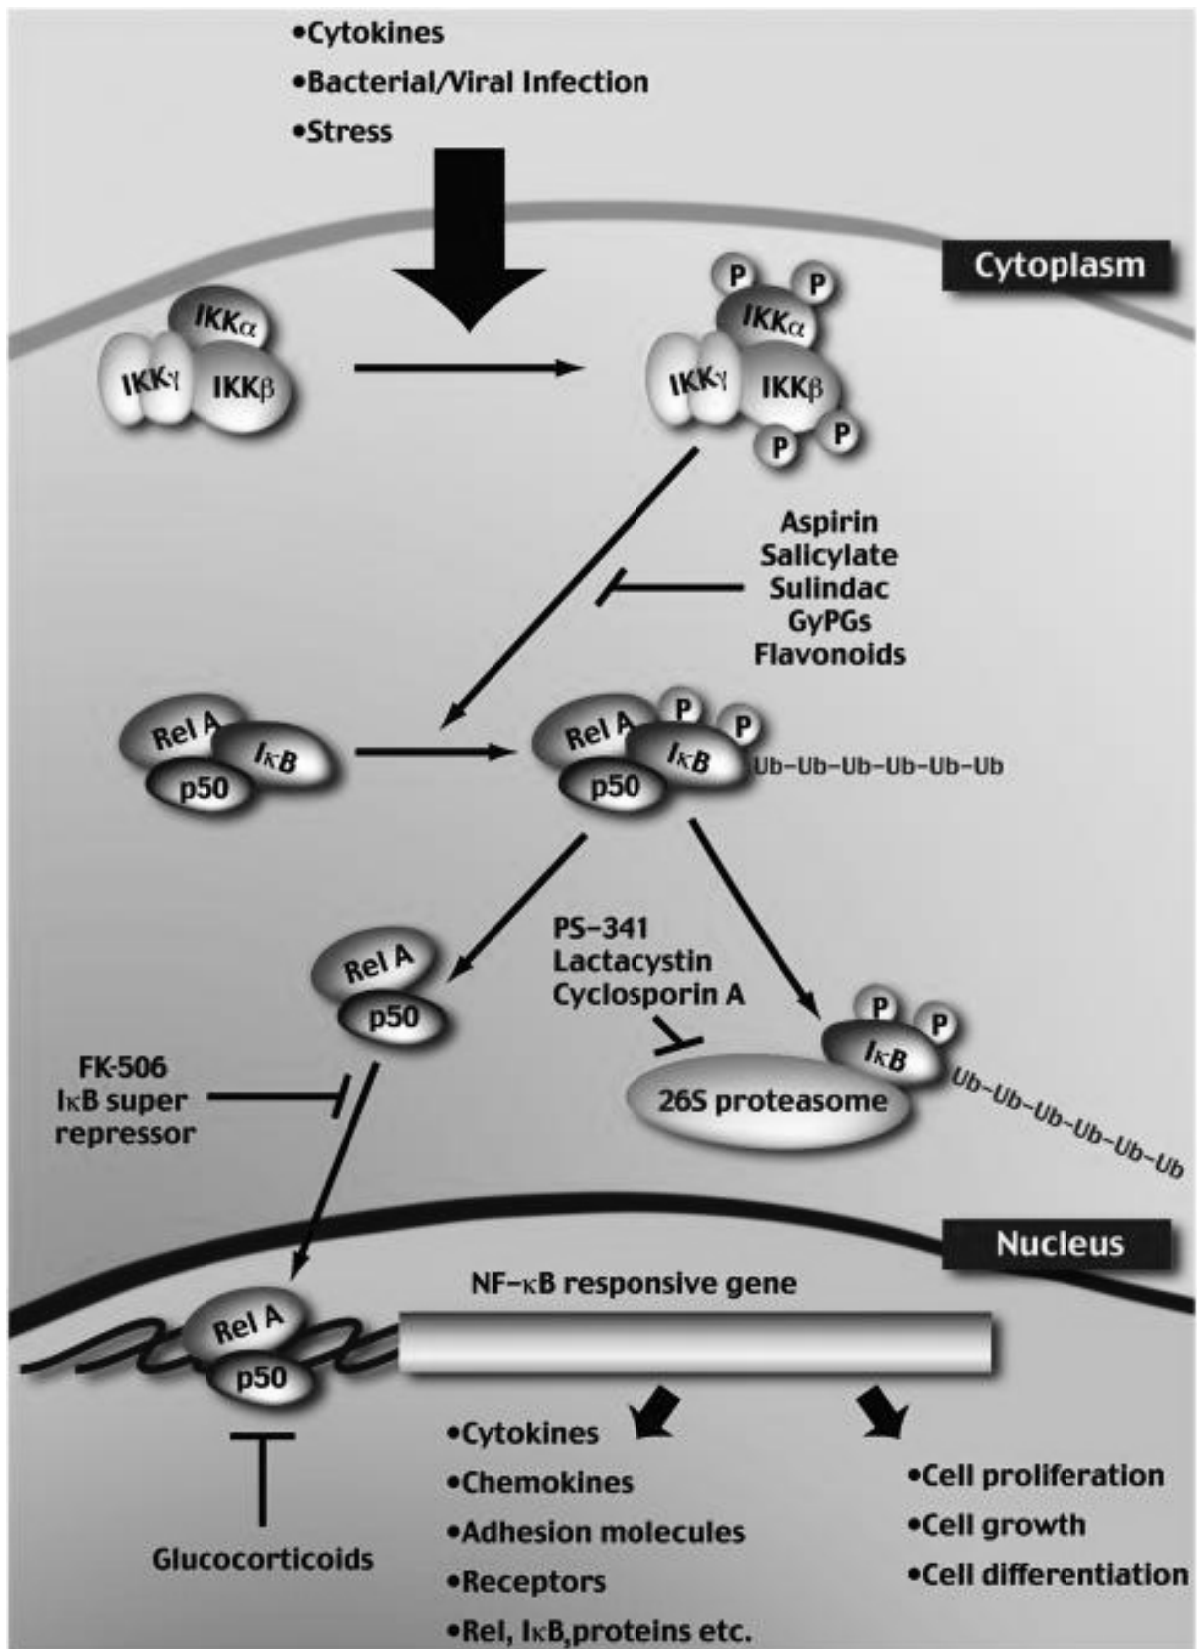 •Cytokines
•Bacterial/Viral Infection
•Stress
Cytoplasm
IKKα
IKKγ
IKKβ
P
P
IKKα
IKKγ
IKKβ
P
P
Aspirin
Salicylate
Sulindac
GyPGs
Flavonoids
Rel A
IκB
p50
Rel A
P
P
IκB
p50
Ub–Ub–Ub–Ub–Ub–Ub
PS–341
Lactacystin
Cyclosporin A
Rel A
p50
P
P
IκB
26S proteasome
Ub–Ub–Ub–Ub–Ub–Ub
FK-506
IκB super
repressor
Nucleus
NF–κB responsive gene
Rel A
p50
•Cytokines
•Chemokines
•Adhesion molecules
•Receptors
•Rel, IκB,proteins etc.
•Cell proliferation
•Cell growth
•Cell differentiation
Glucocorticoids